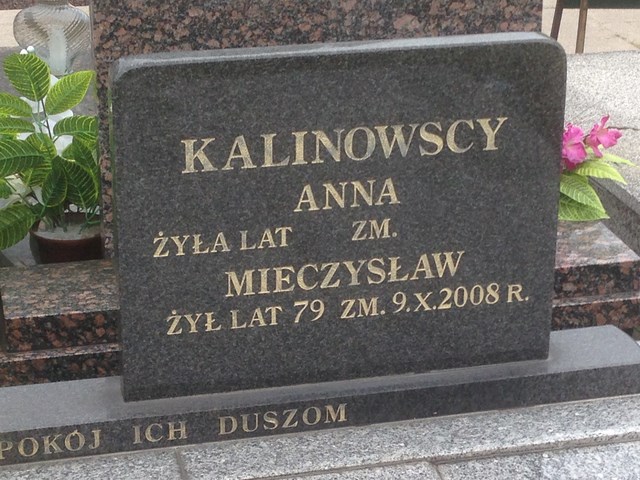 KALINOWSCY
ANNA
ŻYŁA LAT ZM.
MIECZYSŁAW
ŻYŁ LAT 79 ZM. 9.X.2008 R.
POKÓJ ICH DUSZOM